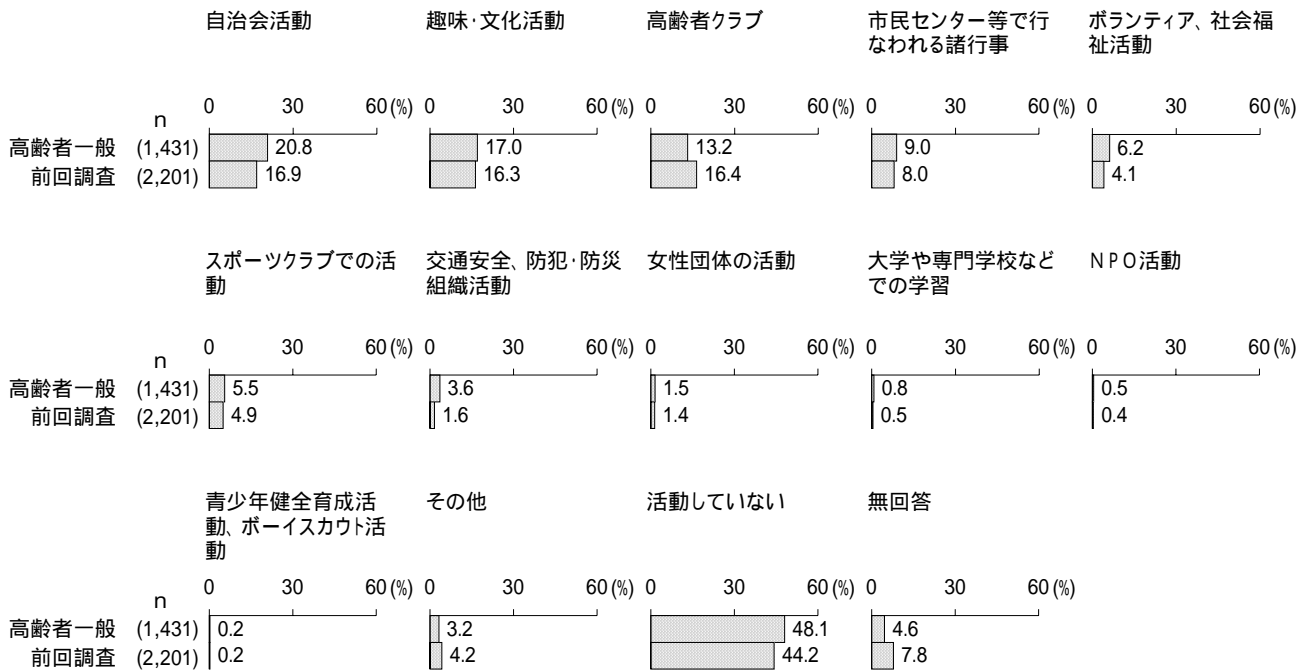 自治会活動 趣味・文化活動 高齢者クラブ 市民センター等で行 ボランティア、社会福
なわれる諸行事 祉活動
0 30 60(%) 0 30 60(%) 0 30 60(%) 0 30 60(%) 0 30 60(%)
n
高齢者一般 (1,431) 20.8 17.0 13.2 9.0 6.2
前回調査 (2,201) 16.9 16.3 16.4 8.0 4.1
スポーツクラブでの活 交通安全、防犯・防災 女性団体の活動 大学や専門学校など NPO活動
動 組織活動 での学習
0 30 60(%) 0 30 60(%) 0 30 60(%) 0 30 60(%) 0 30 60(%)
n
高齢者一般 (1,431) 5.5 3.6 1.5 0.8 0.5
前回調査 (2,201) 4.9 1.6 1.4 0.5 0.4
青少年健全育成活 その他 活動していない 無回答
動、ボーイスカウト活
動
0 30 60(%) 0 30 60(%) 0 30 60(%) 0 30 60(%)
n
高齢者一般 (1,431) 0.2 3.2 48.1 4.6
前回調査 (2,201) 0.2 4.2 44.2 7.8